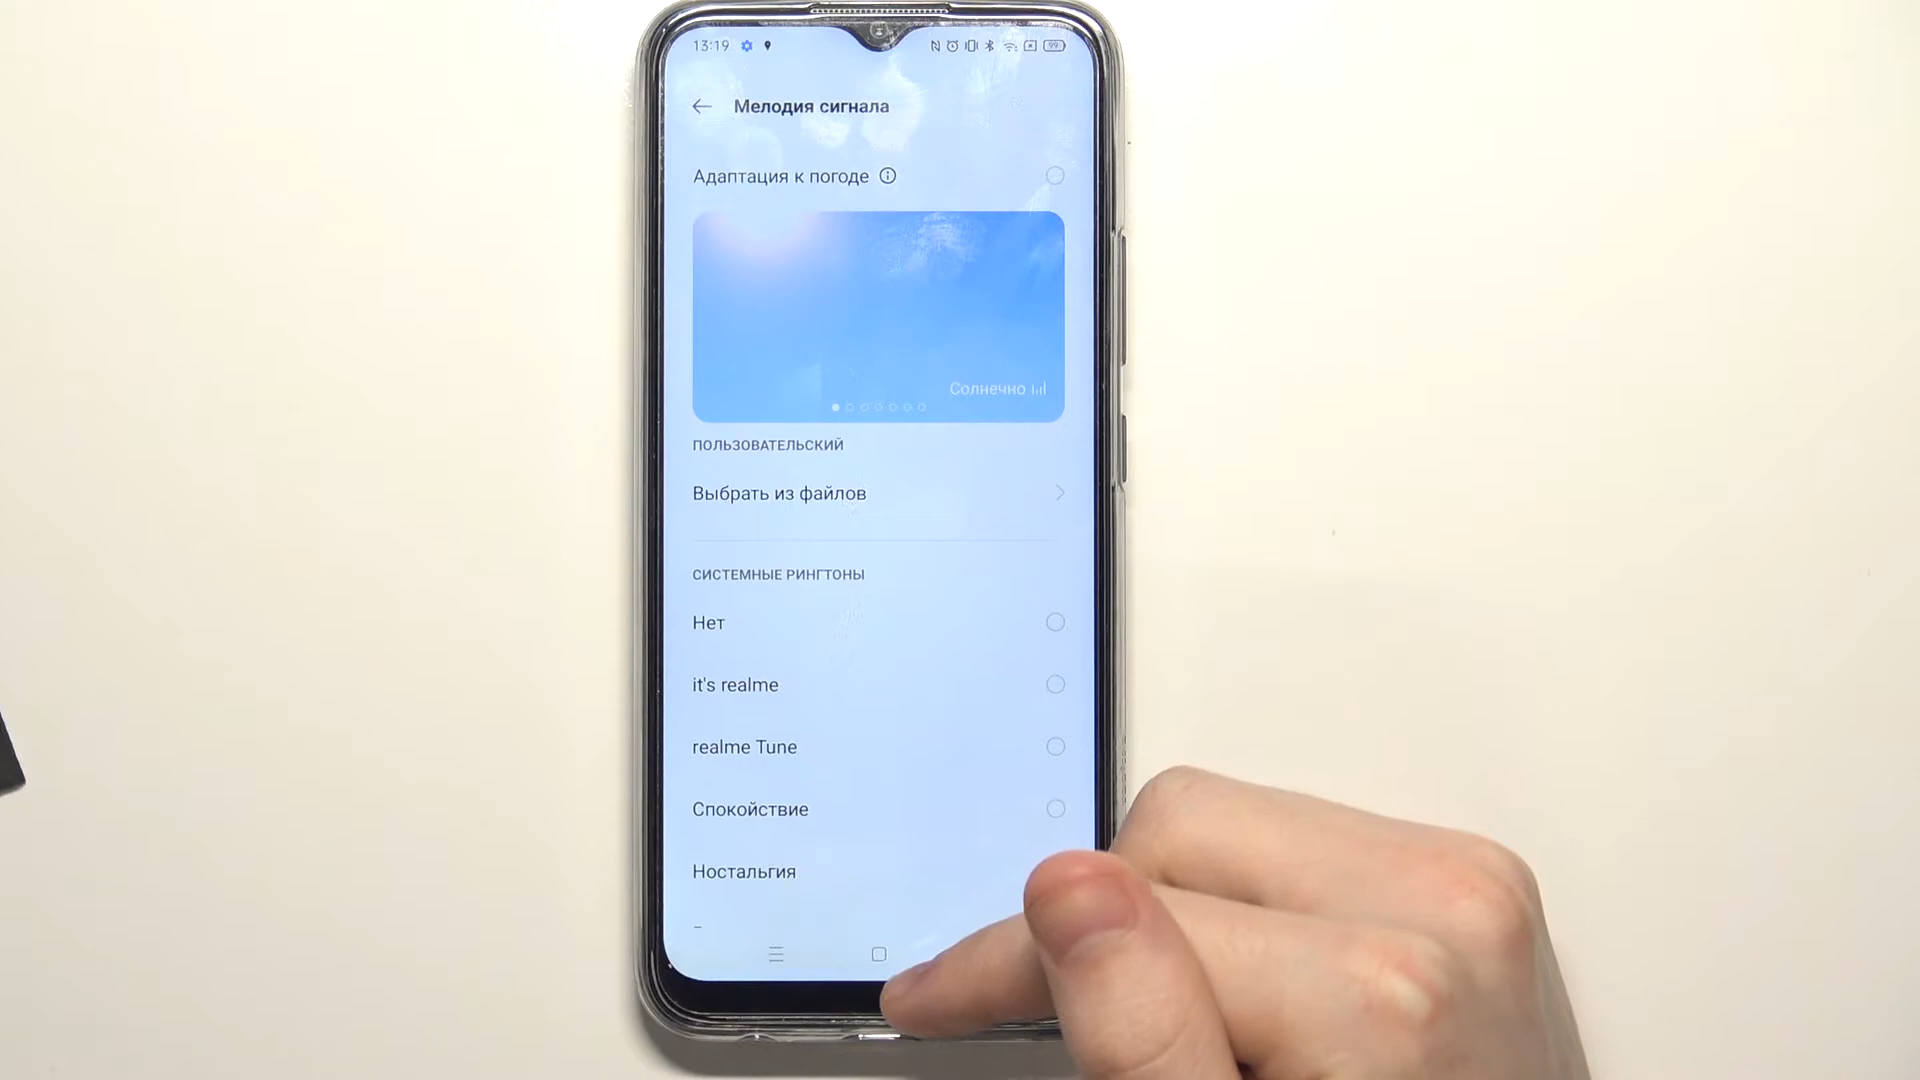 13:19
99
Мелодия сигнала
Адаптация к погоде
Солнечно
ПОЛЬЗОВАТЕЛЬСКИЙ
Выбрать из файлов
СИСТЕМНЫЕ РИНГТОНЫ
Нет
it's realme
realme Tune
Спокойствие
Ностальгия